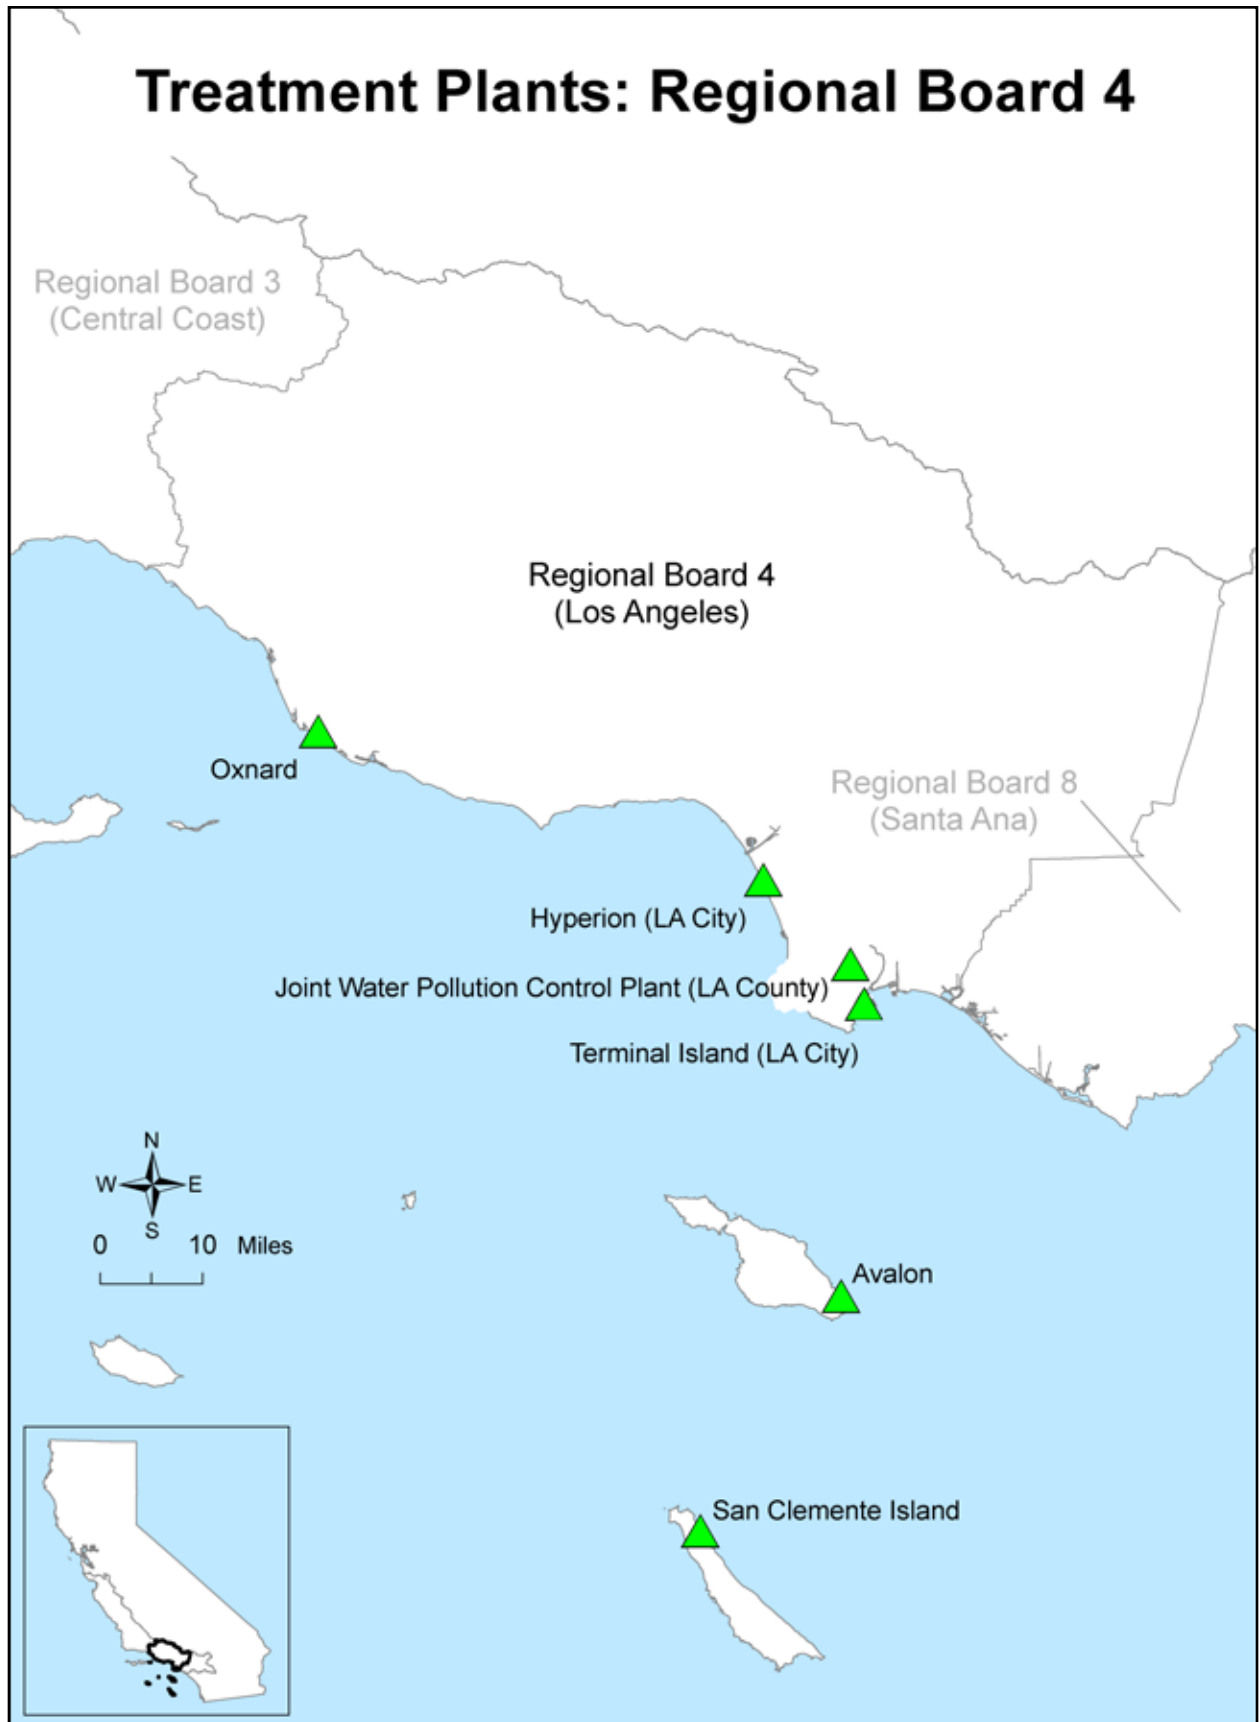 Treatment Plants: Regional Board 4
Regional Board 3
(Central Coast)
Regional Board 4
(Los Angeles)
Oxnard
Regional Board 8
(Santa Ana)
Hyperion (LA City)
Joint Water Pollution Control Plant (LA County)
Terminal Island (LA City)
N
W E
S
0 10 Miles
Avalon
San Clemente Island